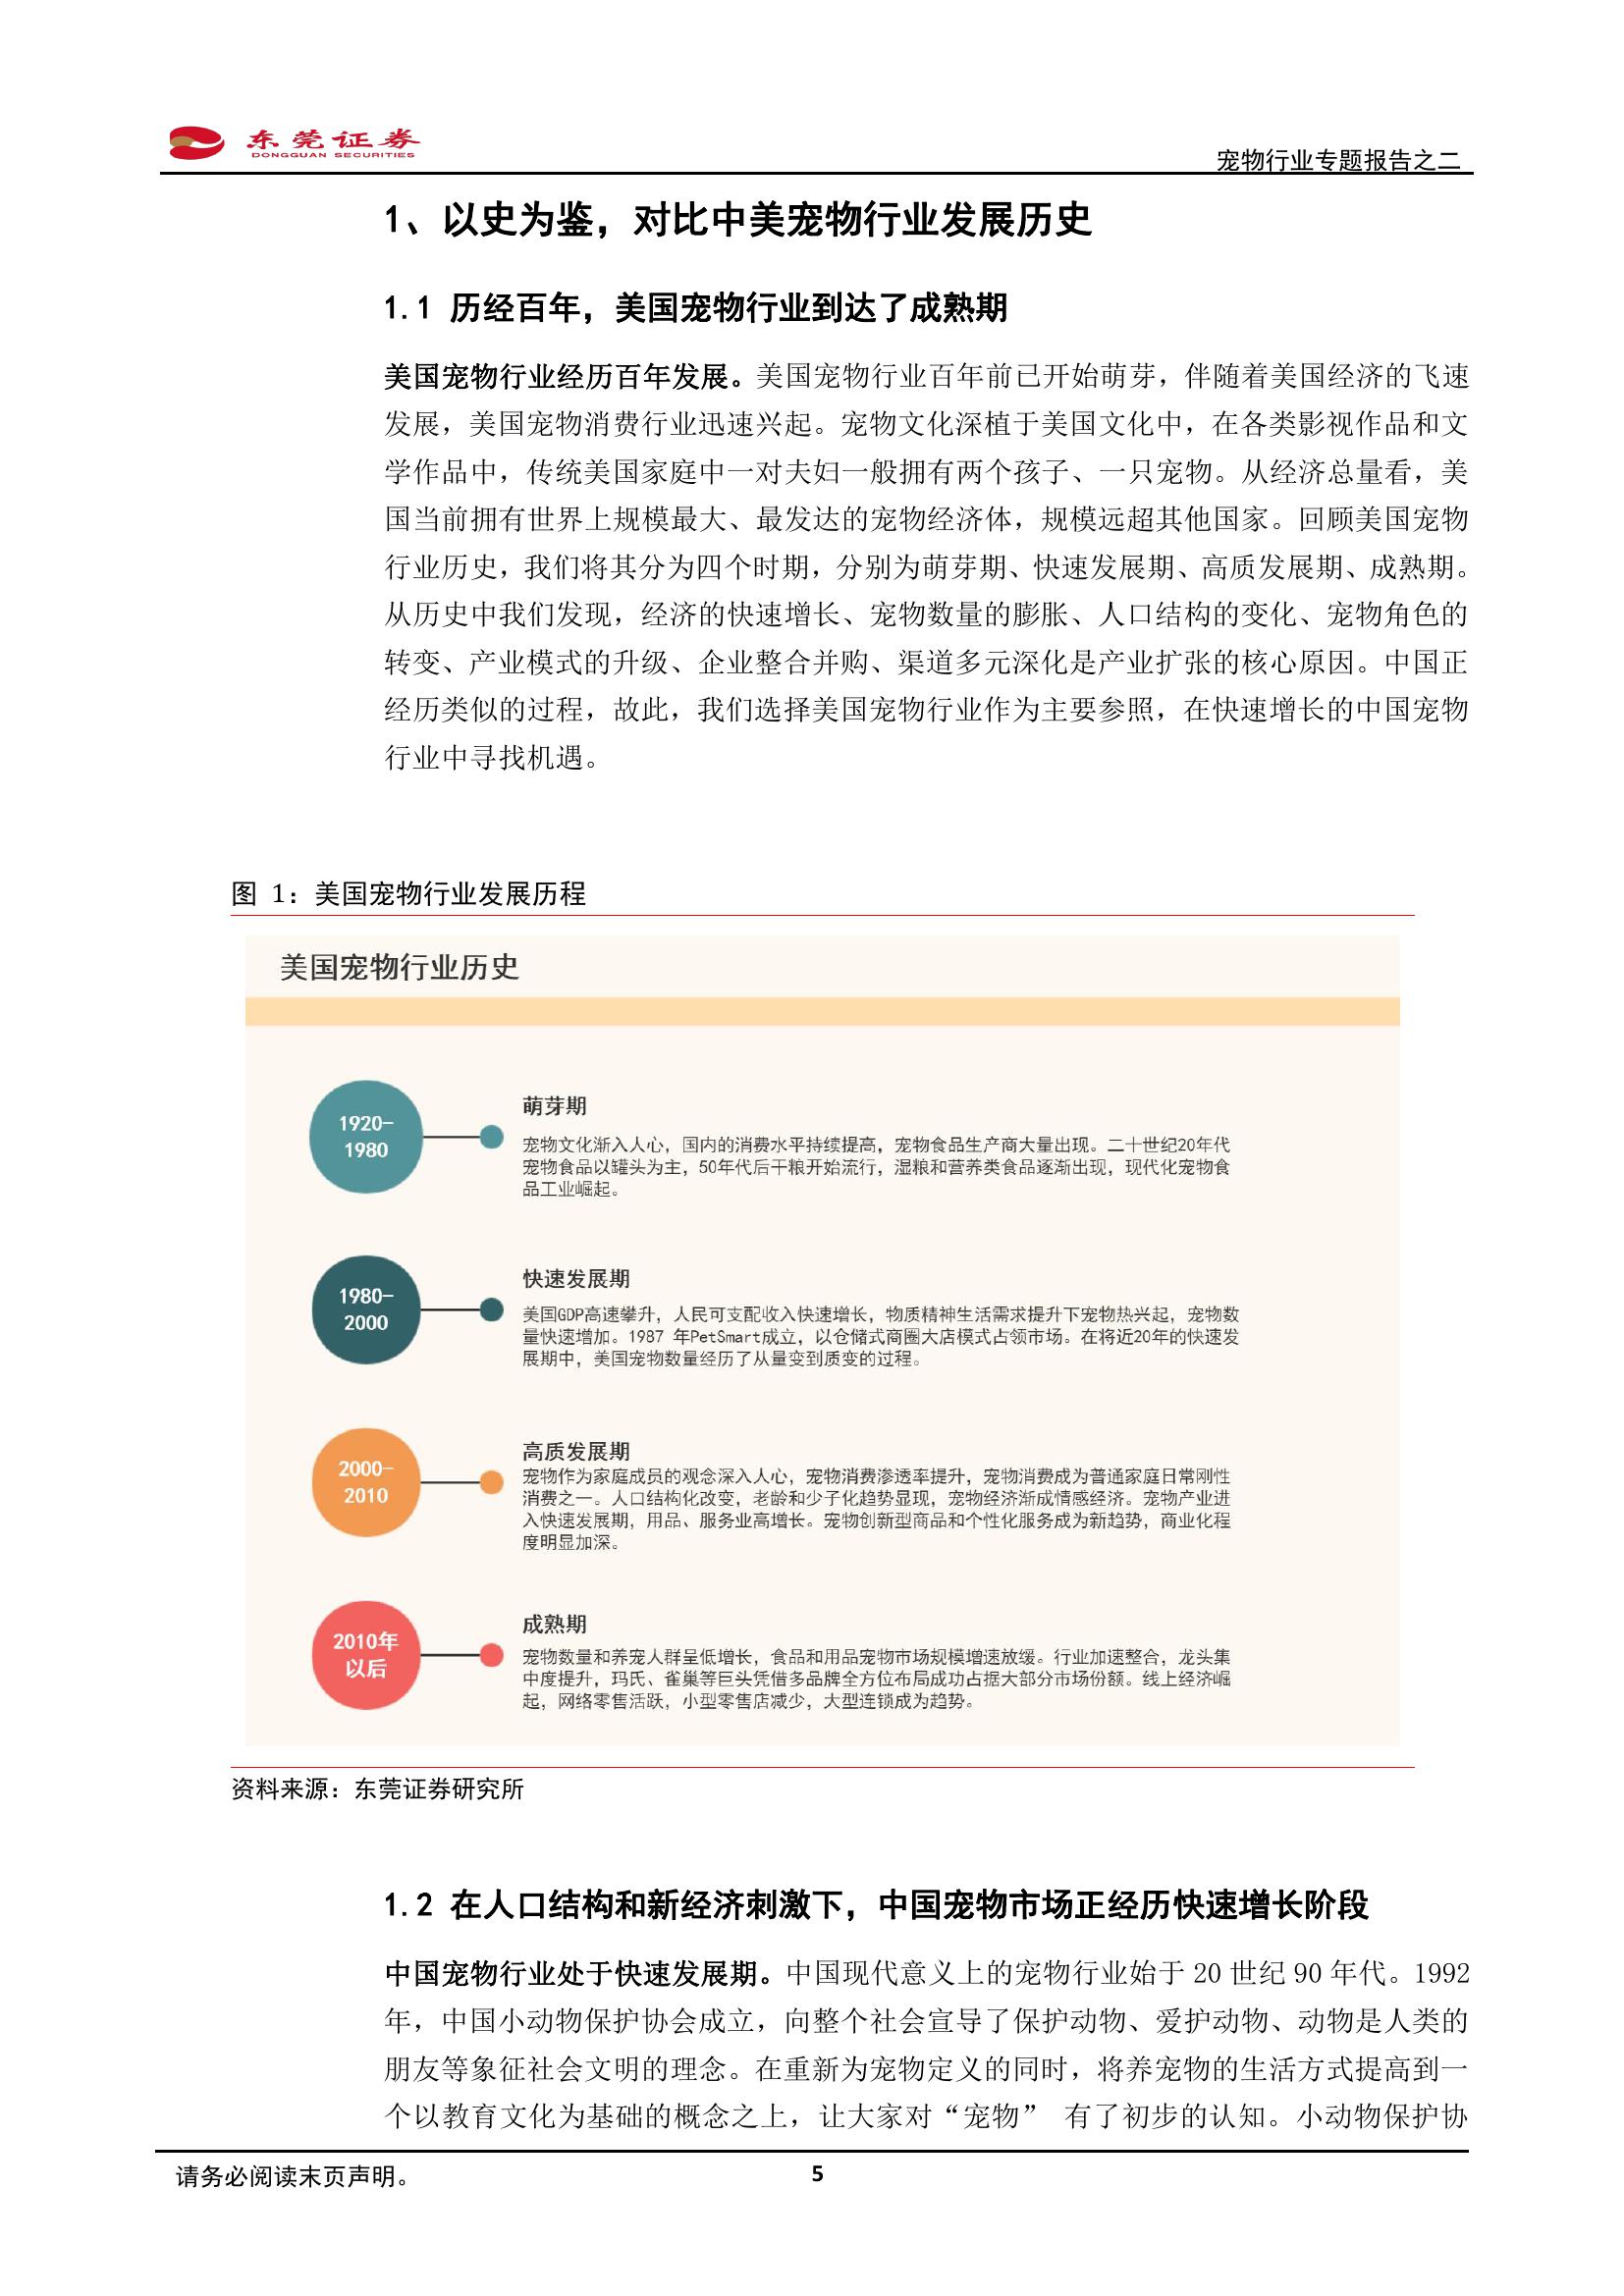 东莞证券
DONGGUAN SECURITIES
宠物行业专题报告之二
1、以史为鉴，对比中美宠物行业发展历史
1.1 历经百年，美国宠物行业到达了成熟期
美国宠物行业经历百年发展。美国宠物行业百年前已开始萌芽，伴随着美国经济的飞速
发展，美国宠物消费行业迅速兴起。宠物文化深植于美国文化中，在各类影视作品和文
学作品中，传统美国家庭中一对夫妇一般拥有两个孩子、一只宠物。从经济总量看，美
国当前拥有世界上规模最大、最发达的宠物经济体，规模远超其他国家。回顾美国宠物
行业历史，我们将其分为四个时期，分别为萌芽期、快速发展期、高质发展期、成熟期。
从历史中我们发现，经济的快速增长、宠物数量的膨胀、人口结构的变化、宠物角色的
转变、产业模式的升级、企业整合并购、渠道多元深化是产业扩张的核心原因。中国正
经历类似的过程，故此，我们选择美国宠物行业作为主要参照，在快速增长的中国宠物
行业中寻找机遇。
图 1：美国宠物行业发展历程
美国宠物行业历史
1920-
1980
萌芽期
宠物文化渐入人心，国内的消费水平持续提高，宠物食品生产商大量出现。二十世纪20年代
宠物食品以罐头为主，50年代后干粮开始流行，湿粮和营养类食品逐渐出现，现代化宠物食
品工业崛起。
1980-
2000
快速发展期
美国GDP高速攀升，人民可支配收入快速增长，物质精神生活需求提升下宠物热兴起，宠物数
量快速增加。1987 年PetSmart成立，以仓储式商圈大店模式占领市场。在将近20年的快速发
展期中，美国宠物数量经历了从量变到质变的过程。
2000-
2010
高质发展期
宠物作为家庭成员的观念深入人心，宠物消费渗透率提升，宠物消费成为普通家庭日常刚性
消费之一。人口结构化改变，老龄和少子化趋势显现，宠物经济渐成情感经济。宠物产业进
入快速发展期，用品、服务业高增长。宠物创新型商品和个性化服务成为新趋势，商业化程
度明显加深。
2010年
以后
成熟期
宠物数量和养宠人群呈低增长，食品和用品宠物市场规模增速放缓。行业加速整合，龙头集
中度提升，玛氏、雀巢等巨头凭借多品牌全方位布局成功占据大部分市场份额。线上经济崛
起，网络零售活跃，小型零售店减少，大型连锁成为趋势。
资料来源：东莞证券研究所
1.2 在人口结构和新经济刺激下，中国宠物市场正经历快速增长阶段
中国宠物行业处于快速发展期。中国现代意义上的宠物行业始于 20 世纪 90 年代。1992
年，中国小动物保护协会成立，向整个社会宣导了保护动物、爱护动物、动物是人类的
朋友等象征社会文明的理念。在重新为宠物定义的同时，将养宠物的生活方式提高到一
个以教育文化为基础的概念之上，让大家对“宠物” 有了初步的认知。小动物保护协
请务必阅读末页声明。
5